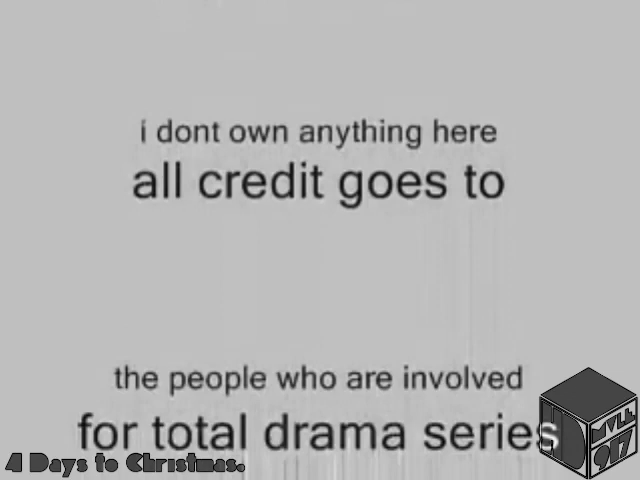 i dont own anything here
all credit goes to
the people who are involved
for total drama series
4 Days to Christmas.
917